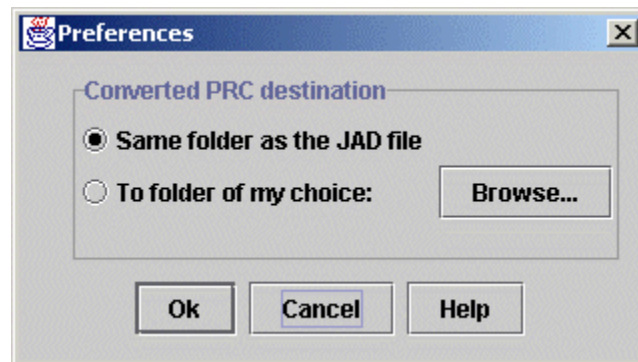 Preferences
Converted PRC destination
Same folder as the JAD file
To folder of my choice: Browse...
Ok Cancel Help